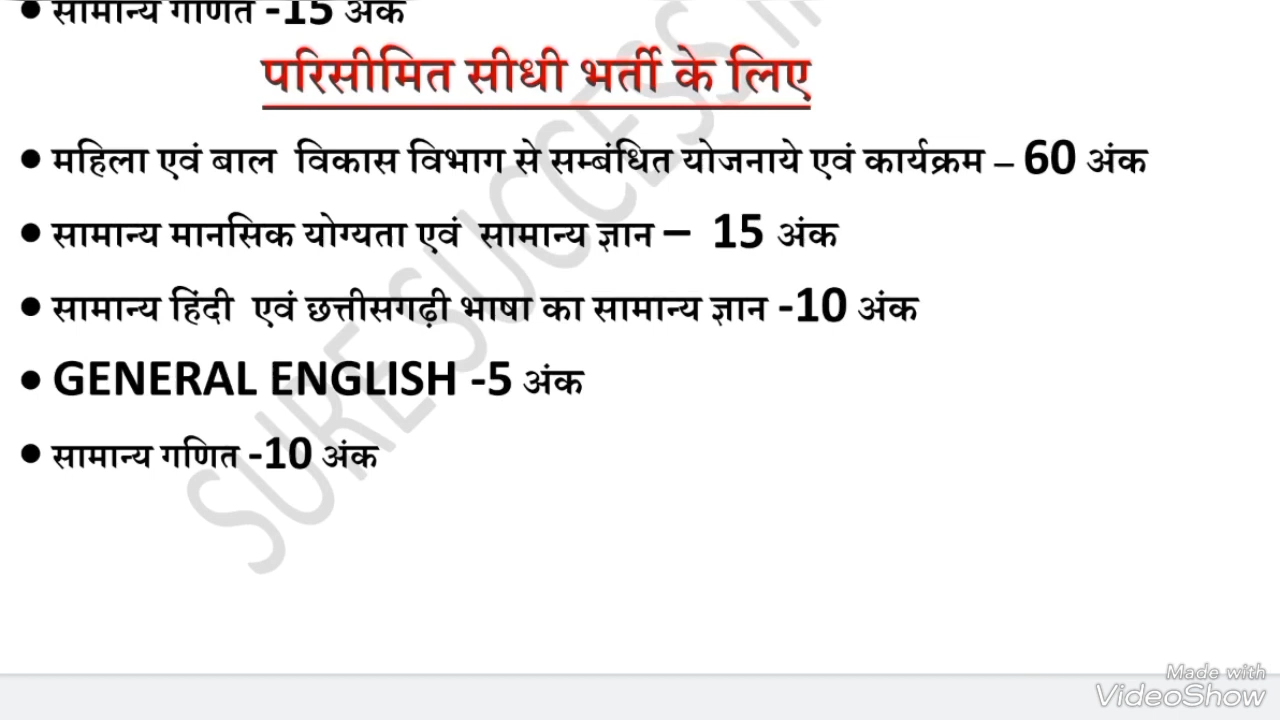 • सामान्य गणित -15 अंक
परिसीमित सीधी भर्ती के लिए
• महिला एवं बाल विकास विभाग से सम्बंधित योजनाये एवं कार्यक्रम – 60 अंक
• सामान्य मानसिक योग्यता एवं सामान्य ज्ञान – 15 अंक
• सामान्य हिंदी एवं छत्तीसगढ़ी भाषा का सामान्य ज्ञान -10 अंक
• GENERAL ENGLISH -5 अंक
• सामान्य गणित -10 अंक
SURE SUCCESS
Made with
VideoShow